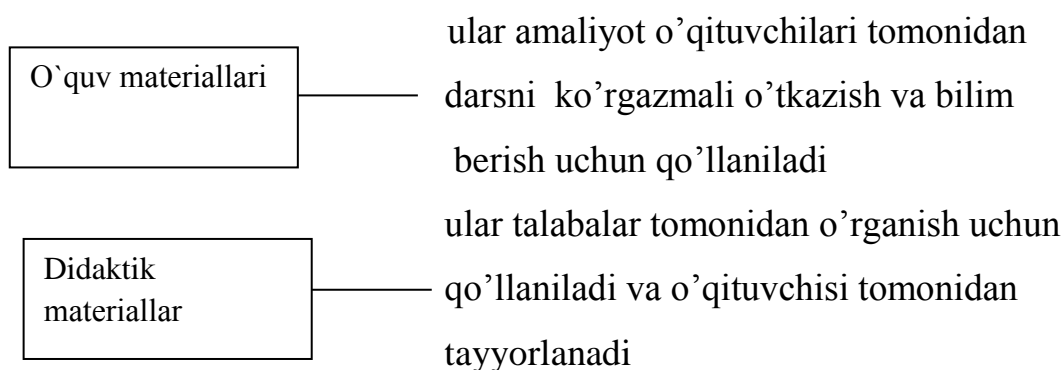 O`quv materiallari
ular amaliyot o’qituvchilari tomonidan
darsni ko’rgazmali o’tkazish va bilim
berish uchun qo’llaniladi
Didaktik
materiallar
ular talabalar tomonidan o’rganish uchun
qo’llaniladi va o’qituvchisi tomonidan
tayyorlanadi